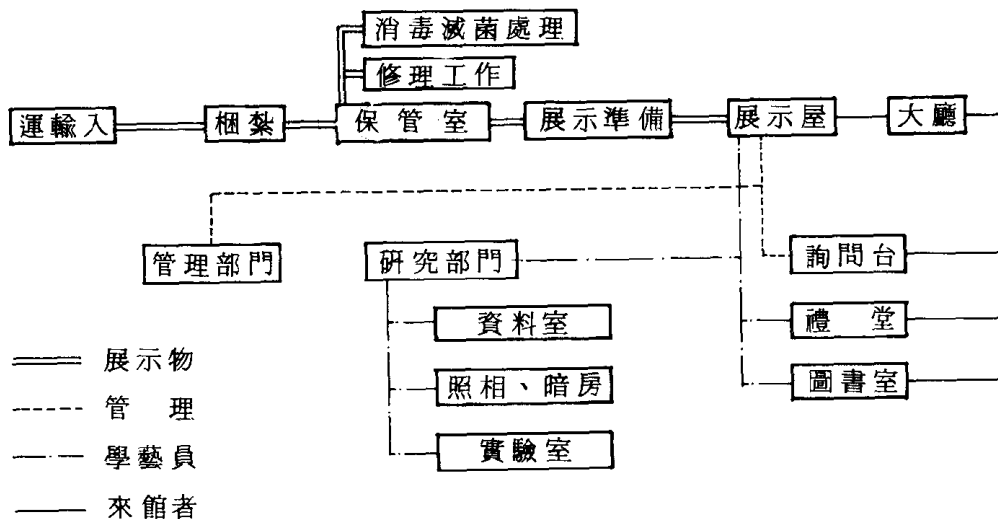 消毒滅菌處理
修理工作
運輸入 梱紮 保管室 展示準備 展示屋 大廳
管理部門 研究部門 詢問台
資料室 禮堂
照相、暗房 圖書室
實驗室
展示物
管理
學藝員
來館者